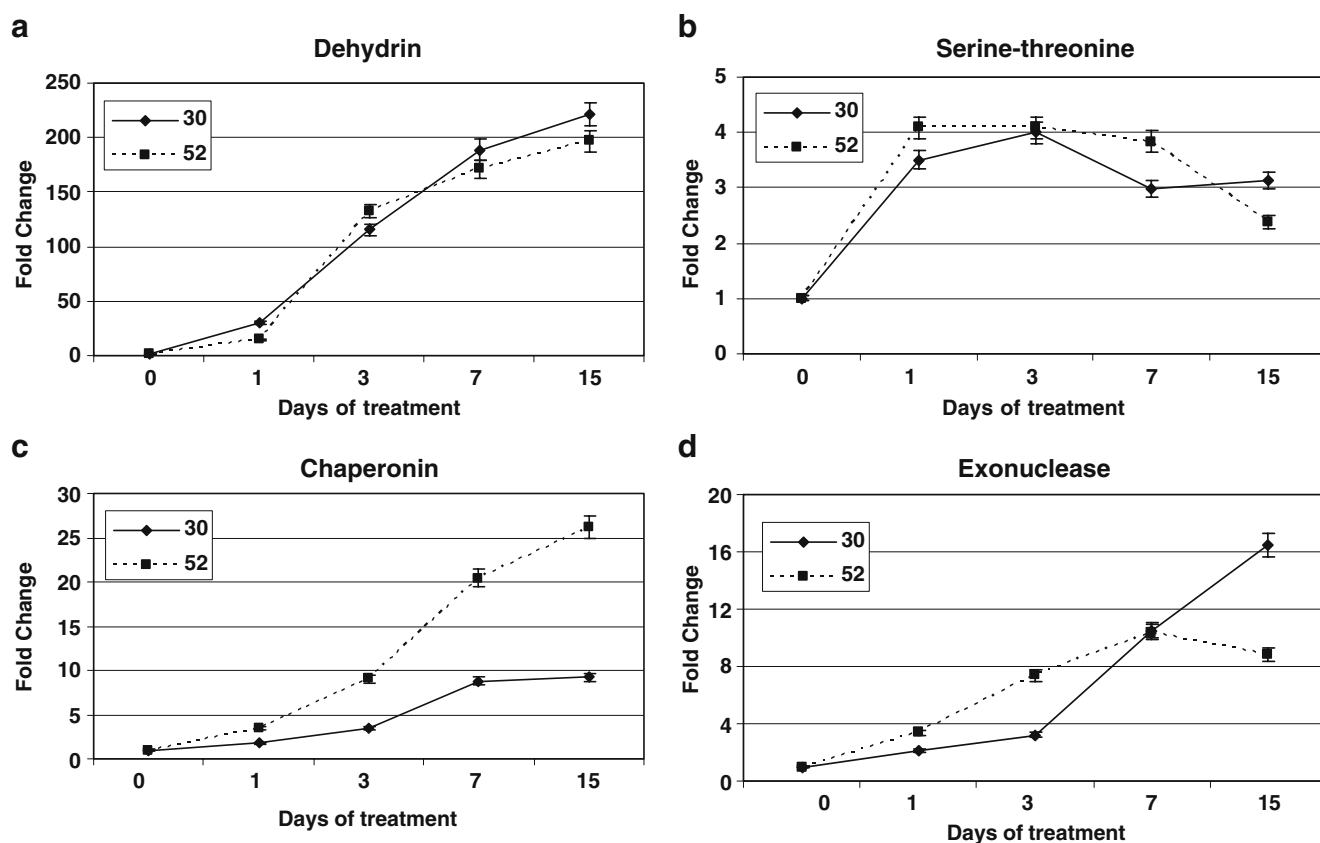 a
Dehydrin
250
200
150
100
50
0
Fold Change
30
52
0 1 3 7 15
Days of treatment
b
Serine-threonine
5
4
3
2
1
0
Fold Change
30
52
0 1 3 7 15
Days of treatment
c
Chaperonin
30
25
20
15
10
5
0
Fold Change
30
52
0 1 3 7 15
Days of treatment
d
Exonuclease
20
16
12
8
4
0
Fold Change
30
52
0 1 3 7 15
Days of treatment